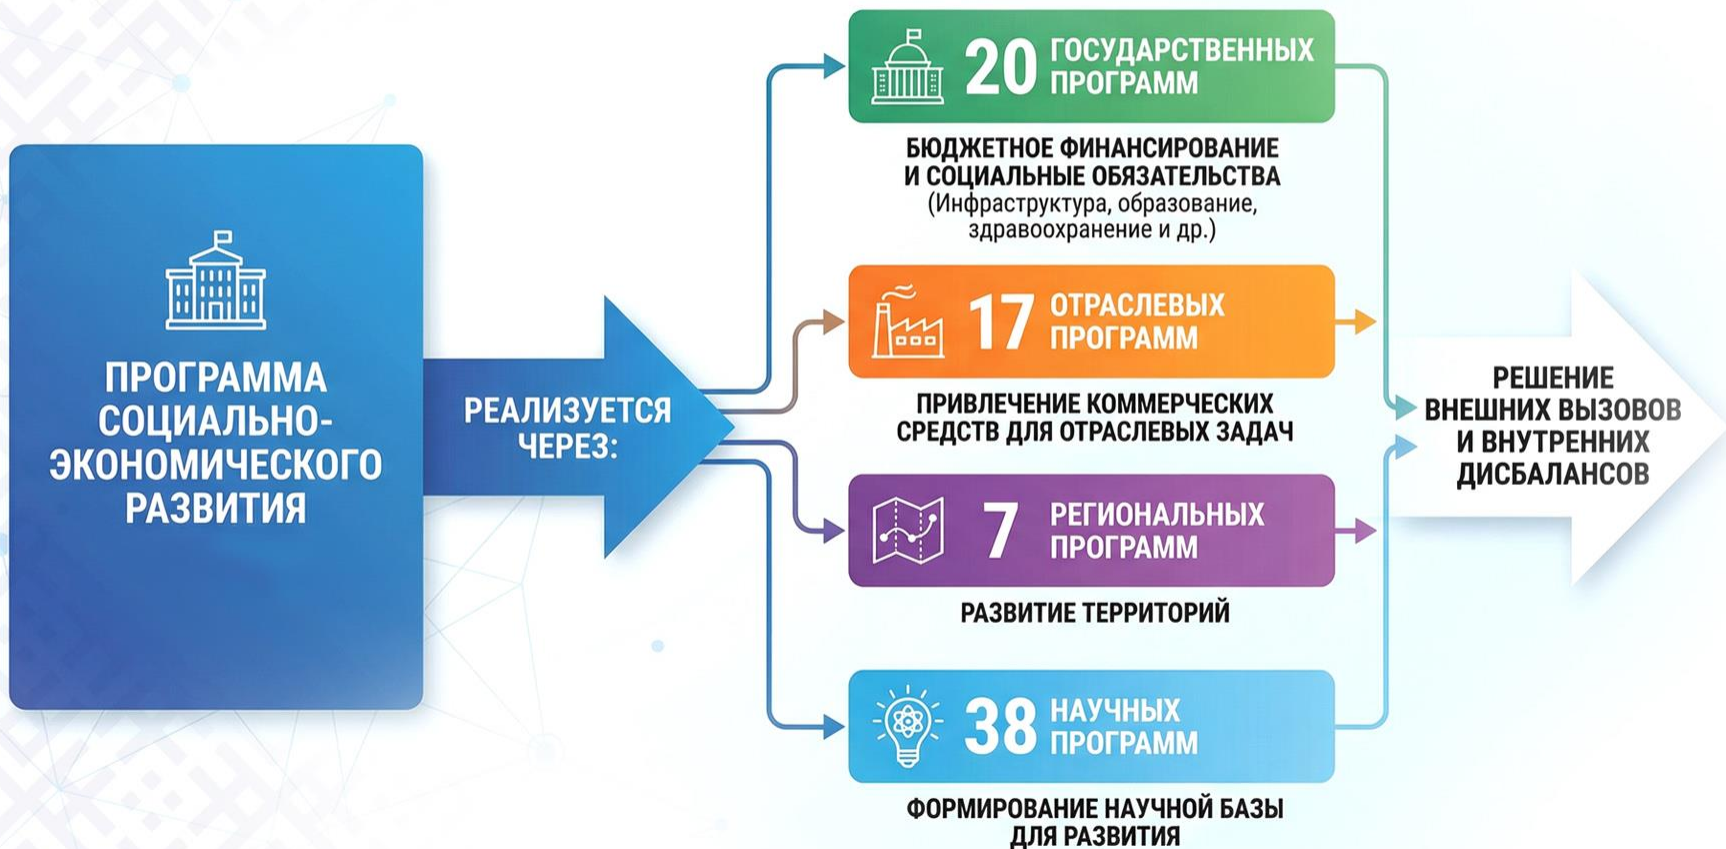 ПРОГРАММА
СОЦИАЛЬНО-
ЭКОНОМИЧЕСКОГО
РАЗВИТИЯ
РЕАЛИЗУЕТСЯ
ЧЕРЕЗ:
20 ГОСУДАРСТВЕННЫХ
ПРОГРАММ
БЮДЖЕТНОЕ ФИНАНСИРОВАНИЕ
И СОЦИАЛЬНЫЕ ОБЯЗАТЕЛЬСТВА
(Инфраструктура, образование,
здравоохранение и др.)
17 ОТРАСЛЕВЫХ
ПРОГРАММ
ПРИВЛЕЧЕНИЕ КОММЕРЧЕСКИХ
СРЕДСТВ ДЛЯ ОТРАСЛЕВЫХ ЗАДАЧ
7 РЕГИОНАЛЬНЫХ
ПРОГРАММ
РАЗВИТИЕ ТЕРРИТОРИЙ
38 НАУЧНЫХ
ПРОГРАММ
ФОРМИРОВАНИЕ НАУЧНОЙ БАЗЫ
ДЛЯ РАЗВИТИЯ
РЕШЕНИЕ
ВНЕШНИХ ВЫЗОВОВ
И ВНУТРЕННИХ
ДИСБАЛАНСОВ